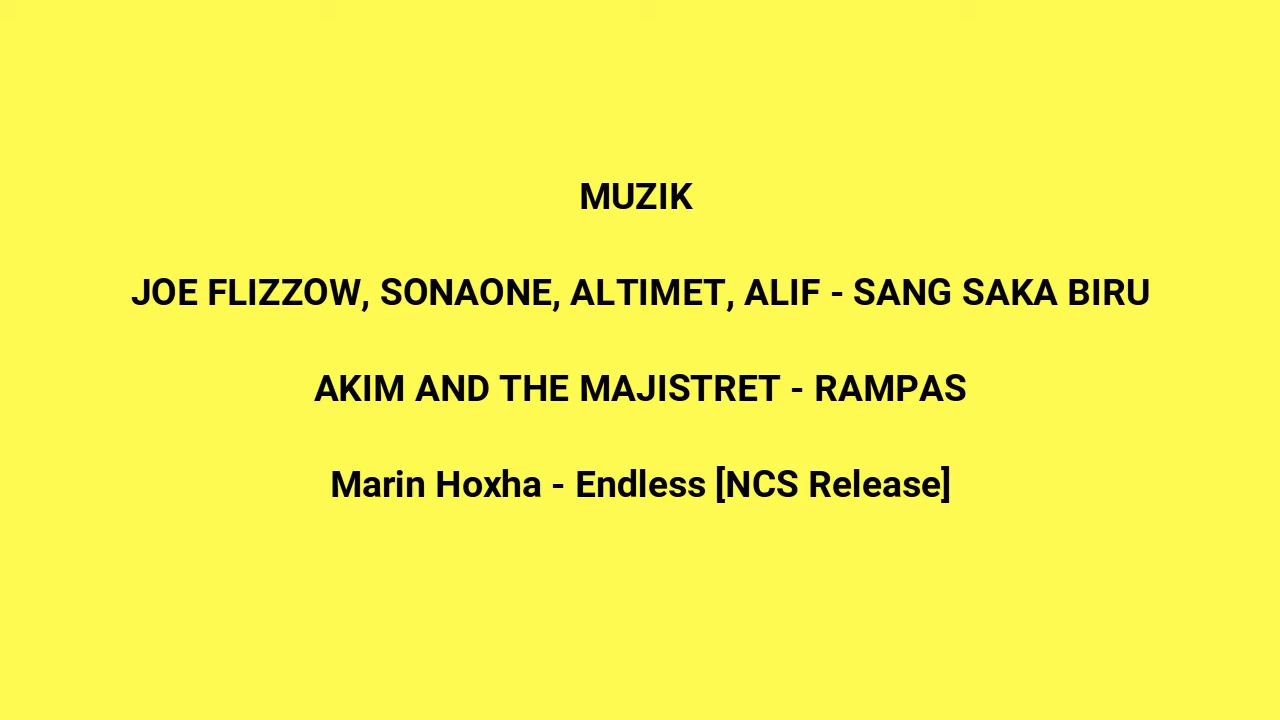 MUZIK
JOE FLIZZOW, SONAONE, ALTIMET, ALIF - SANG SAKA BIRU
AKIM AND THE MAJISTRET - RAMPAS
Marin Hoxha - Endless [NCS Release]